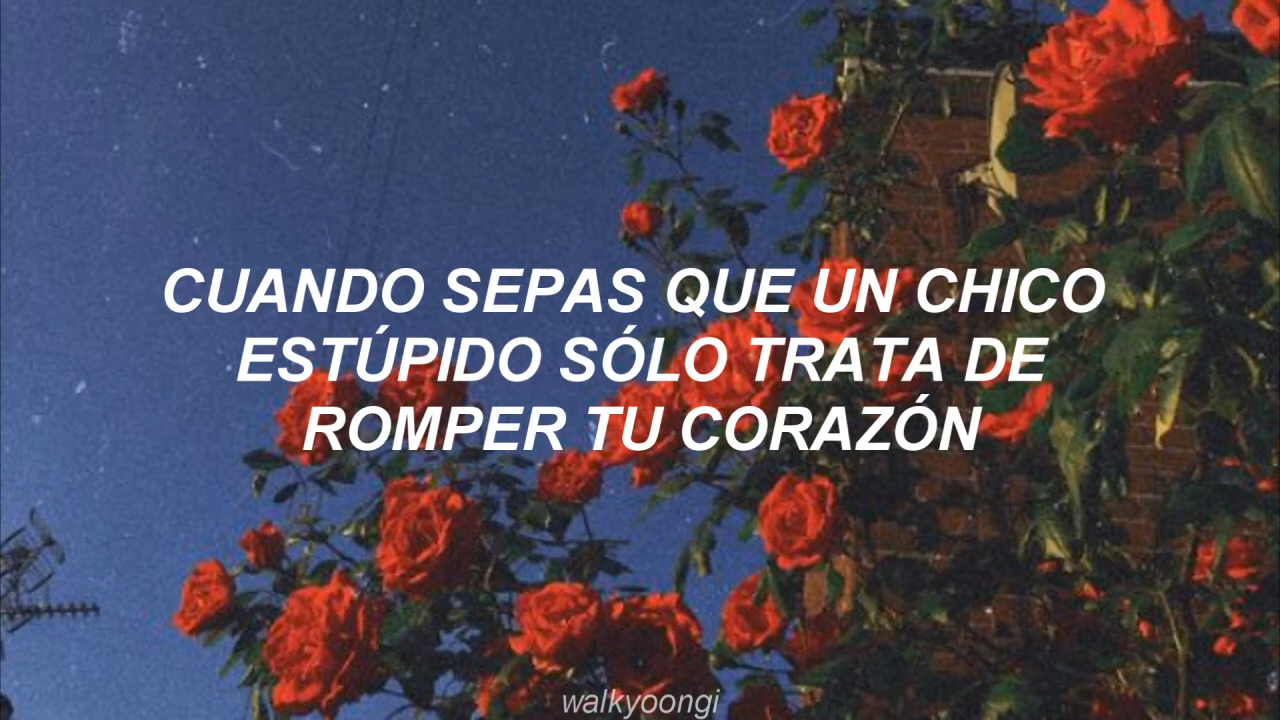 CUANDO SEPAS QUE UN CHICO
ESTÚPIDO SÓLO TRATA DE
ROMPER TU CORAZÓN
walkyoongi